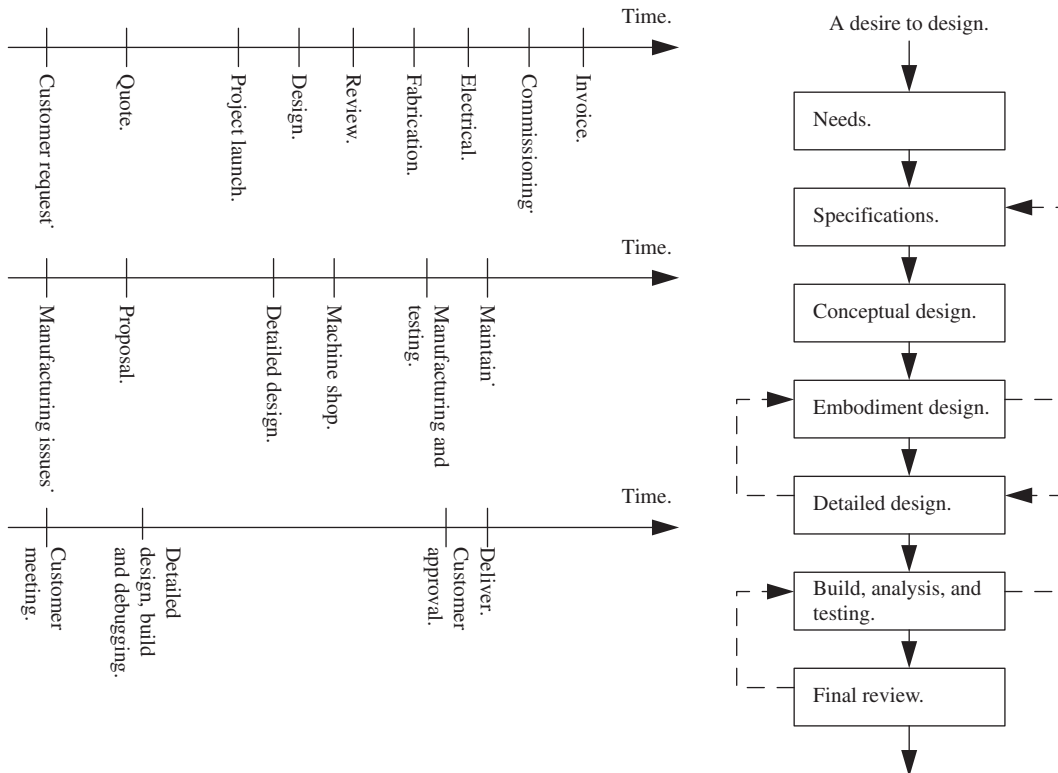 Time.
Customer request.
Quote.
Project launch.
Design.
Review.
Fabrication.
Electrical.
Commissioning.
Invoice.
Time.
Manufacturing issues.
Proposal.
Detailed design.
Machine shop.
Manufacturing and
testing.
Maintain.
Time.
Customer
meeting.
Detailed
design, build
and debugging.
Customer
approval.
Deliver.
A desire to design.
Needs.
Specifications.
Conceptual design.
Embodiment design.
Detailed design.
Build, analysis, and
testing.
Final review.